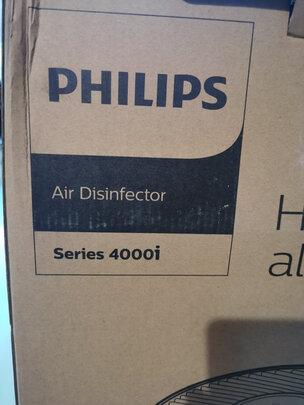 PHILIPS
Air Disinfector
Series 4000i
H
al